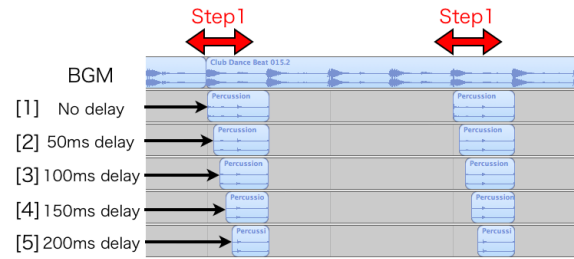 Step1 Step1
Club Dance Beat 015.2
BGM
[1] No delay Percussion Percussion
[2] 50ms delay Percussion Percussion
[3] 100ms delay Percussion Percussion
[4] 150ms delay Percussio Percussion
[5] 200ms delay Percussi Percussi